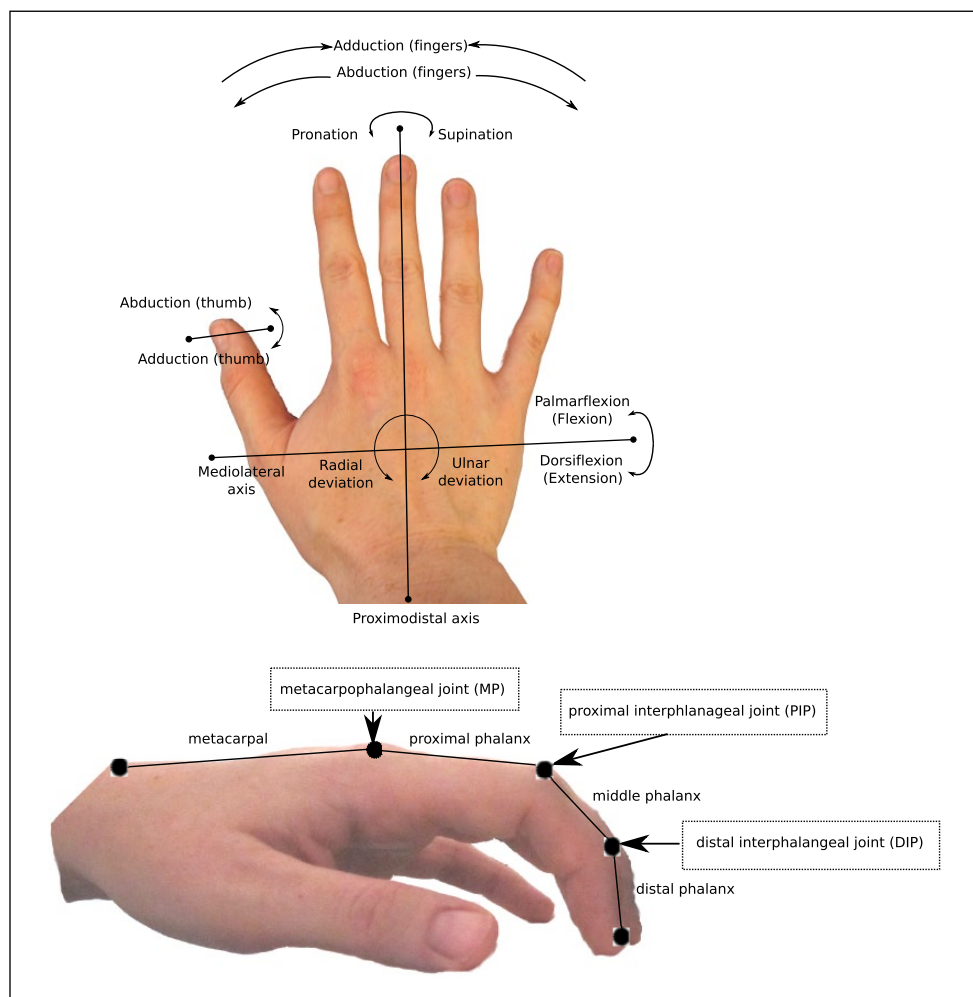 Adduction (fingers)
Abduction (fingers)
Pronation
Supination
Abduction (thumb)
Adduction (thumb)
Palmarflexion
(Flexion)
Mediolateral
axis
Radial
deviation
Ulnar
deviation
Dorsiflexion
(Extension)
Proximodistal axis
metacarpophalangeal joint (MP)
proximal interphlanageal joint (PIP)
metacarpal
proximal phalanx
middle phalanx
distal interphalangeal joint (DIP)
distal phalanx